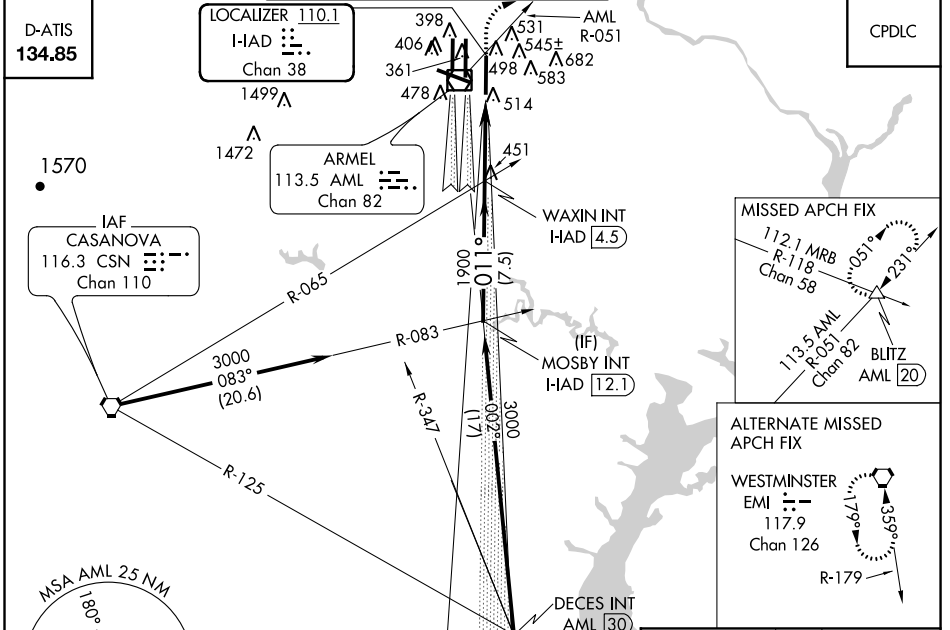 D-ATIS
134.85
LOCALIZER 110.1
I-IAD
Chan 38
CPDLC
AML
R-051
398
406
361
478
531
545±
498
682
583
514
1499
1472
451
1570
ARMEL
113.5 AML
Chan 82
IAF
CASANOVA
116.3 CSN
Chan 110
WAXIN INT
I-IAD 4.5
R-065
1900
011°
(7.5)
R-083
3000
083°
(20.6)
(IF)
MOSBY INT
I-IAD 12.1
R-347
3000
002°
(17)
R-125
MISSED APCH FIX
112.1 MRB
R-118
Chan 58
051°
231°
113.5 AML
R-051
Chan 82
BLITZ
AML 20
ALTERNATE MISSED
APCH FIX
WESTMINSTER
EMI
117.9
Chan 126
179°
359°
R-179
MSA AML 25 NM
180°
DECES INT
AML 30